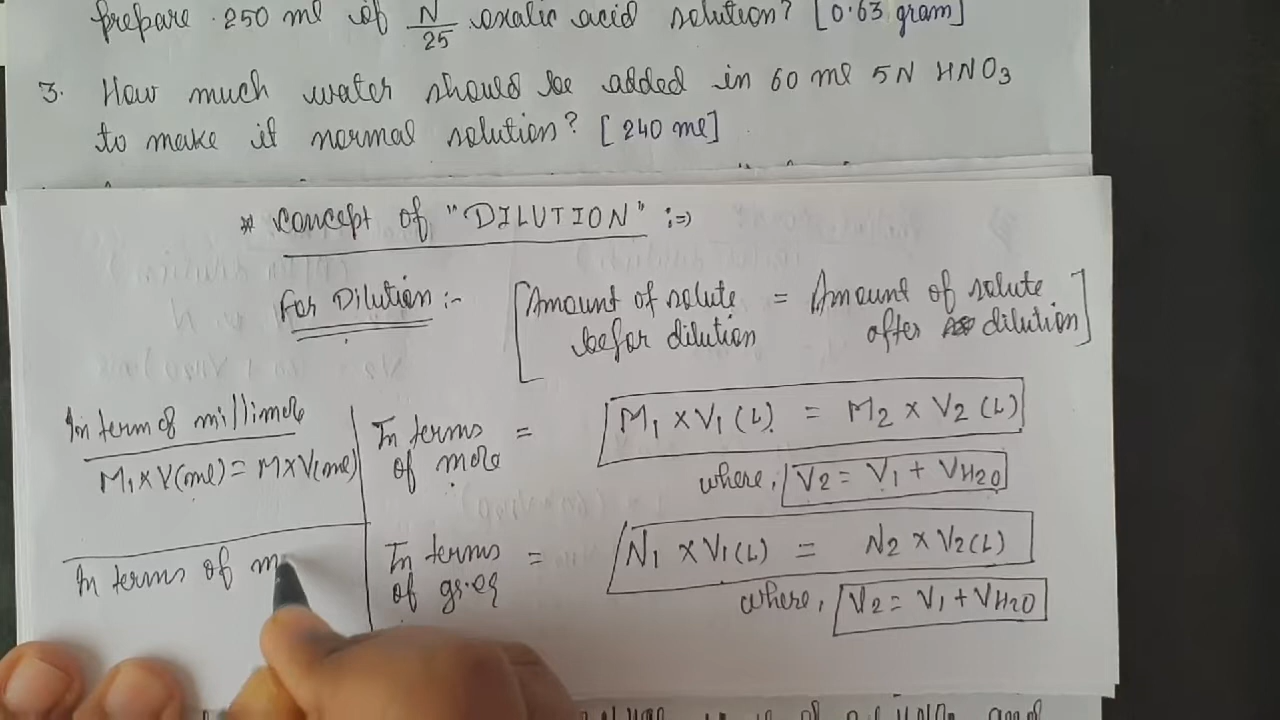 prepare 250 ml of N/25 oxalic acid solution? [0.63 gram]
3. How much water should be added in 60 ml 5N HNO3
to make it normal solution? [240 ml]
* Concept of "DILUTION" :=>
For Dilution :-
[Amount of solute = Amount of solute
befor dilution after dilution]
In term of millimole
M1 x V(ml) = M x V(ml)
In terms of mole = M1 x V1 (L) = M2 x V2 (L)
where, V2 = V1 + VH2O
In terms of m
In terms of gr.eq = N1 x V1(L) = N2 x V2(L)
where, V2 = V1 + VH2O